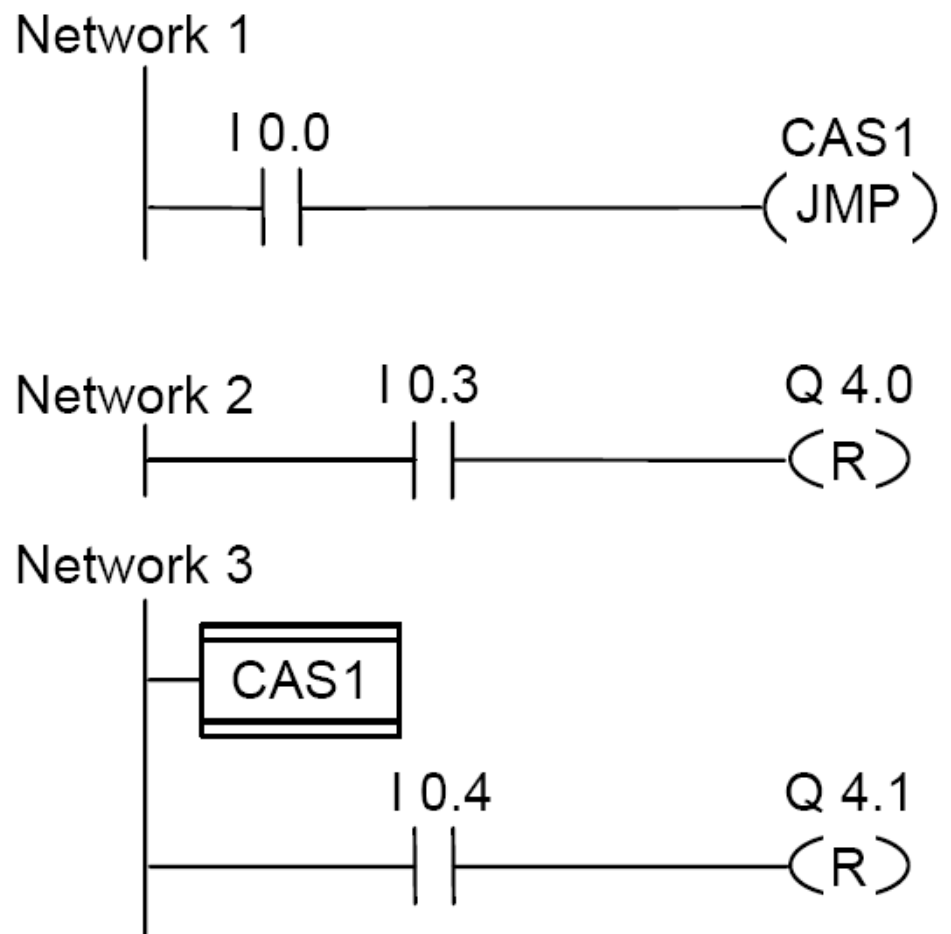 Network 1
I 0.0
CAS1
JMP
Network 2
I 0.3
Q 4.0
R
Network 3
CAS1
I 0.4
Q 4.1
R